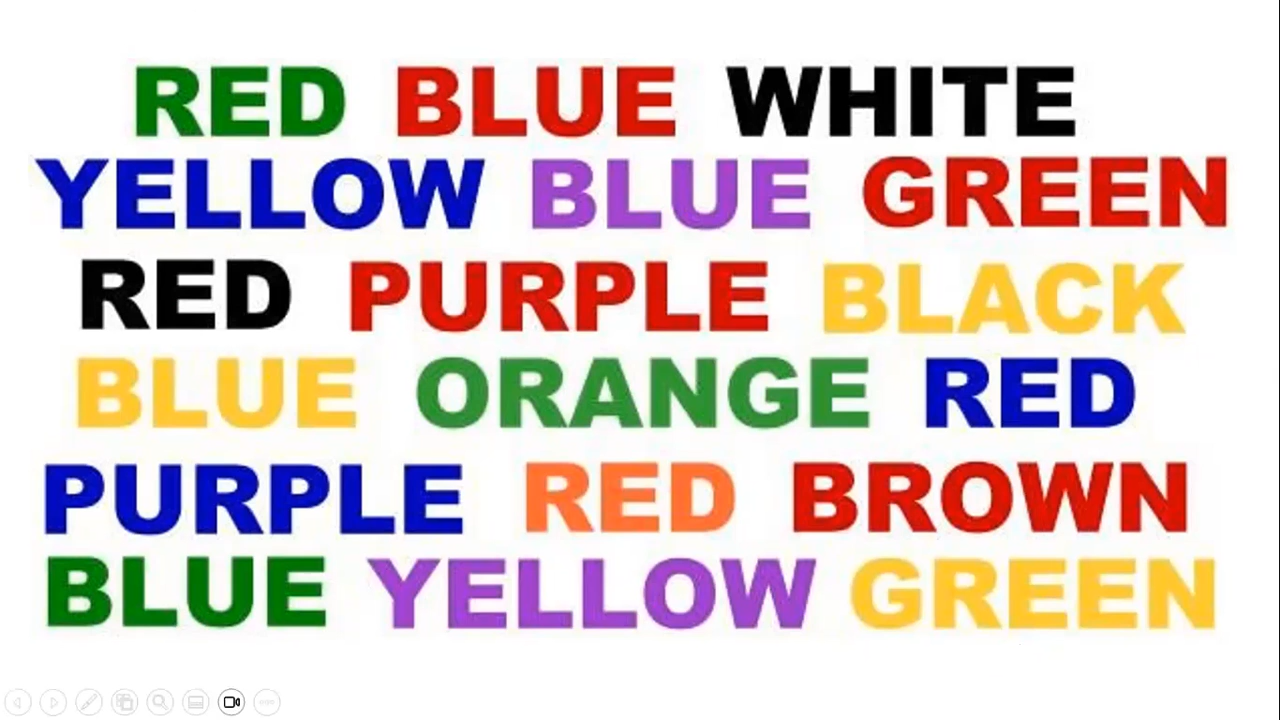 RED BLUE WHITE
YELLOW BLUE GREEN
RED PURPLE BLACK
BLUE ORANGE RED
PURPLE RED BROWN
BLUE YELLOW GREEN